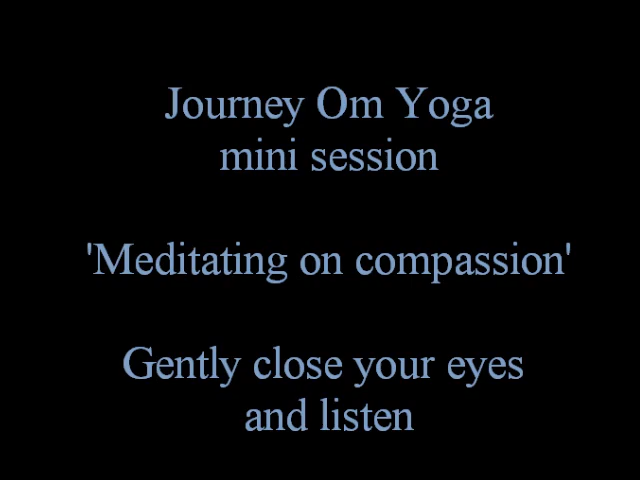 Journey Om Yoga
mini session
'Meditating on compassion'
Gently close your eyes
and listen